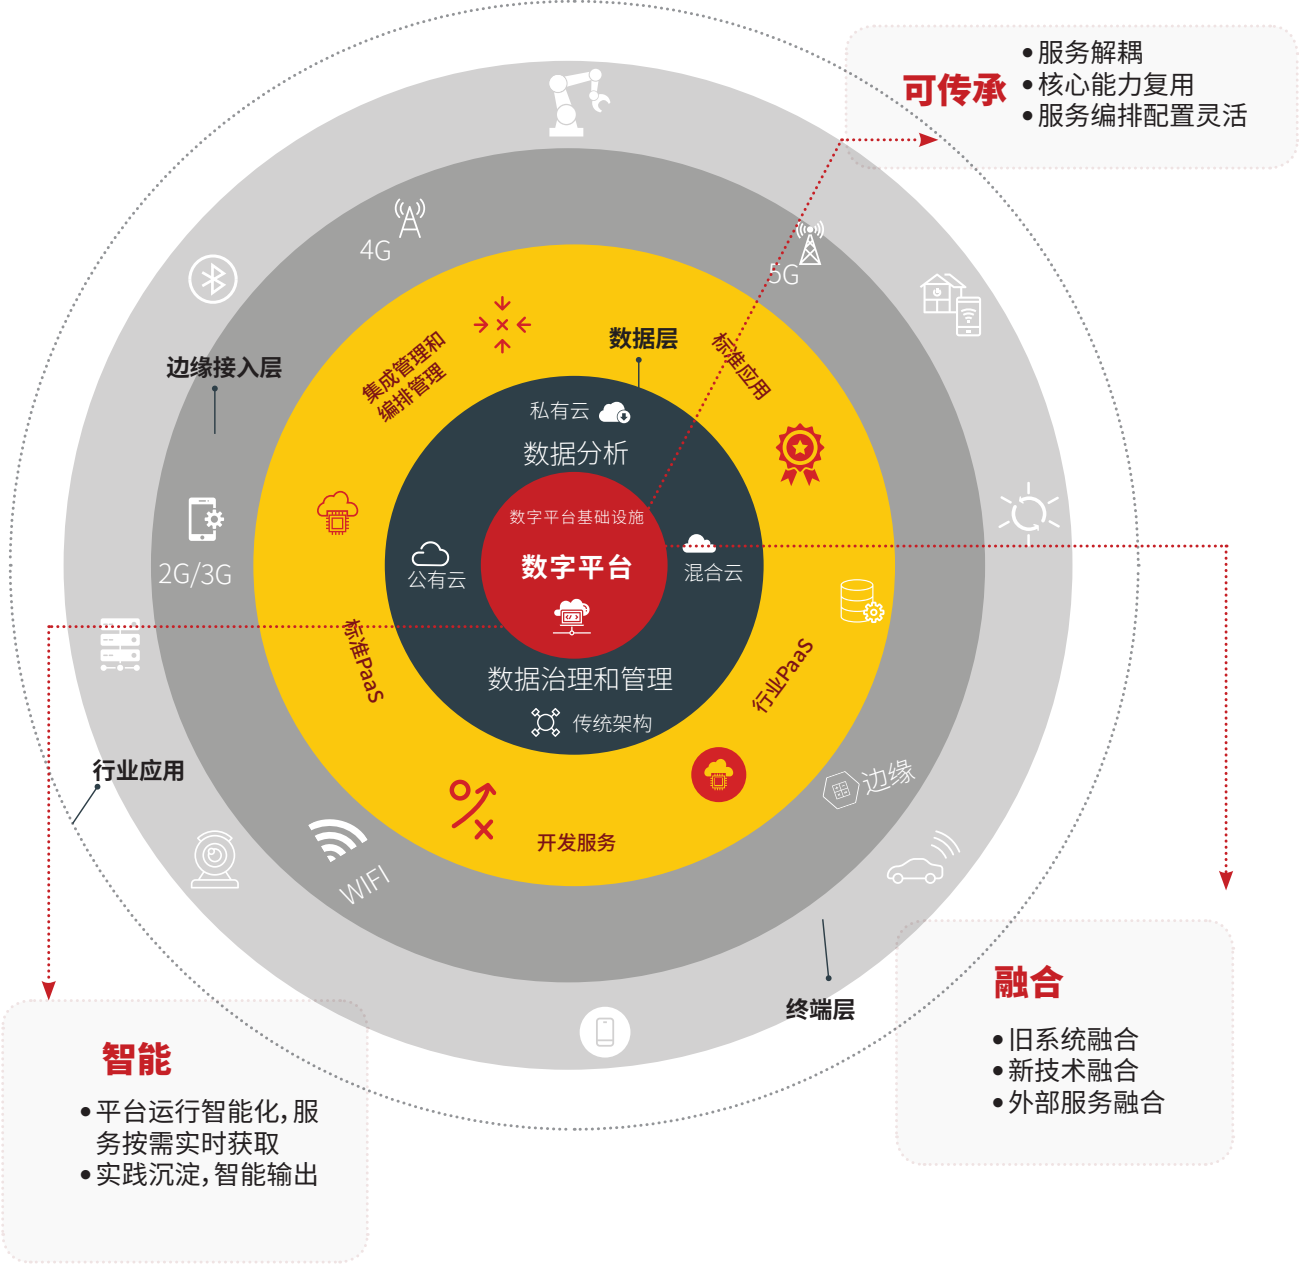 可传承
服务解耦
核心能力复用
服务编排配置灵活
4G
5G
边缘接入层
集成管理和
编排管理
数据层
标准应用
私有云
数据分析
数字平台基础设施
数字平台
公有云
混合云
2G/3G
标准PaaS
行业PaaS
数据治理和管理
传统架构
行业应用
边缘
开发服务
WIFI
终端层
融合
旧系统融合
新技术融合
外部服务融合
智能
平台运行智能化，服
务按需实时获取
实践沉淀，智能输出